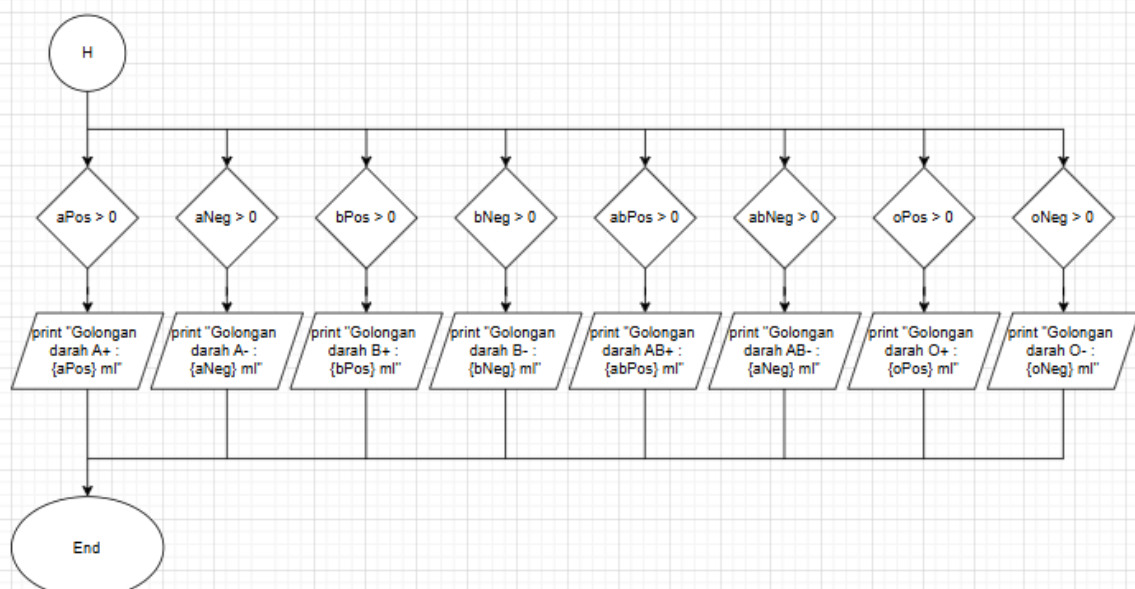 H
aPos > 0
aNeg > 0
bPos > 0
bNeg > 0
abPos > 0
abNeg > 0
oPos > 0
oNeg > 0
print "Golongan
darah A+ :
{aPos} ml"
print "Golongan
darah A- :
{aNeg} ml"
print "Golongan
darah B+ :
{bPos} ml"
print "Golongan
darah B- :
{bNeg} ml"
print "Golongan
darah AB+ :
{abPos} ml"
print "Golongan
darah AB- :
{aNeg} ml"
print "Golongan
darah O+ :
{oPos} ml"
print "Golongan
darah O- :
{oNeg} ml"
End